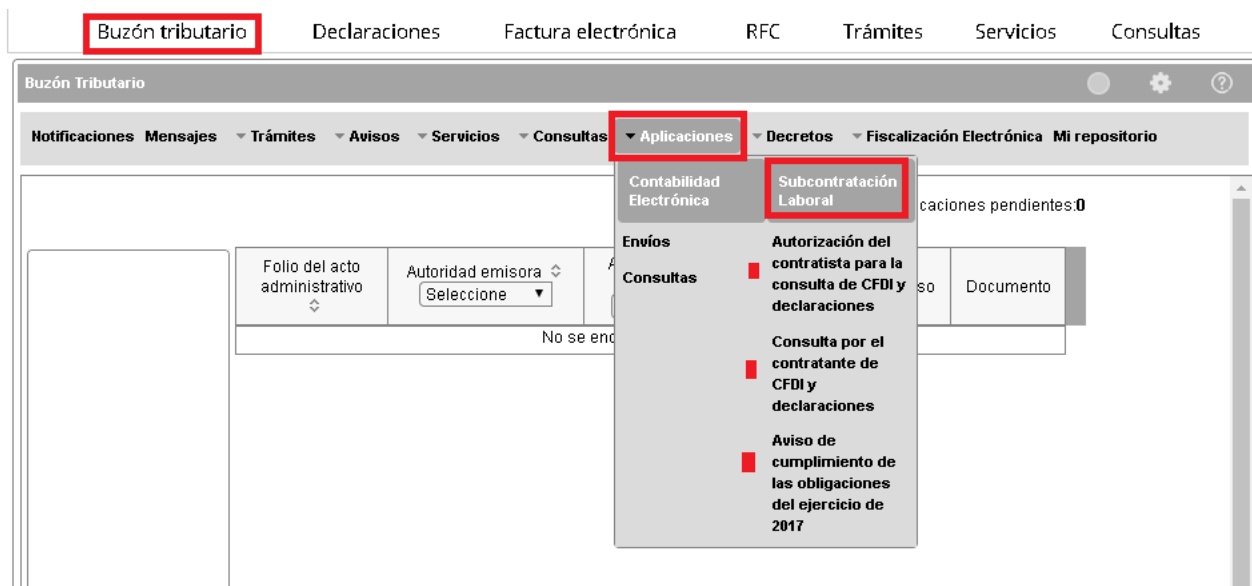 Buzón tributario Declaraciones Factura electrónica RFC Trámites Servicios Consultas
Buzón Tributario
Notificaciones Mensajes Trámites Avisos Servicios Consultas Aplicaciones Decretos Fiscalización Electrónica Mi repositorio
Contabilidad
Electrónica
Envíos
Consultas
Subcontratación
Laboral
Autorización del
contratista para la
consulta de CFDI y
declaraciones
Consulta por el
contratante de
CFDI y
declaraciones
Aviso de
cumplimiento de
las obligaciones
del ejercicio de
2017
caciones pendientes:0
Folio del acto
administrativo
Autoridad emisora
Seleccione
A
so
Documento
No se enc